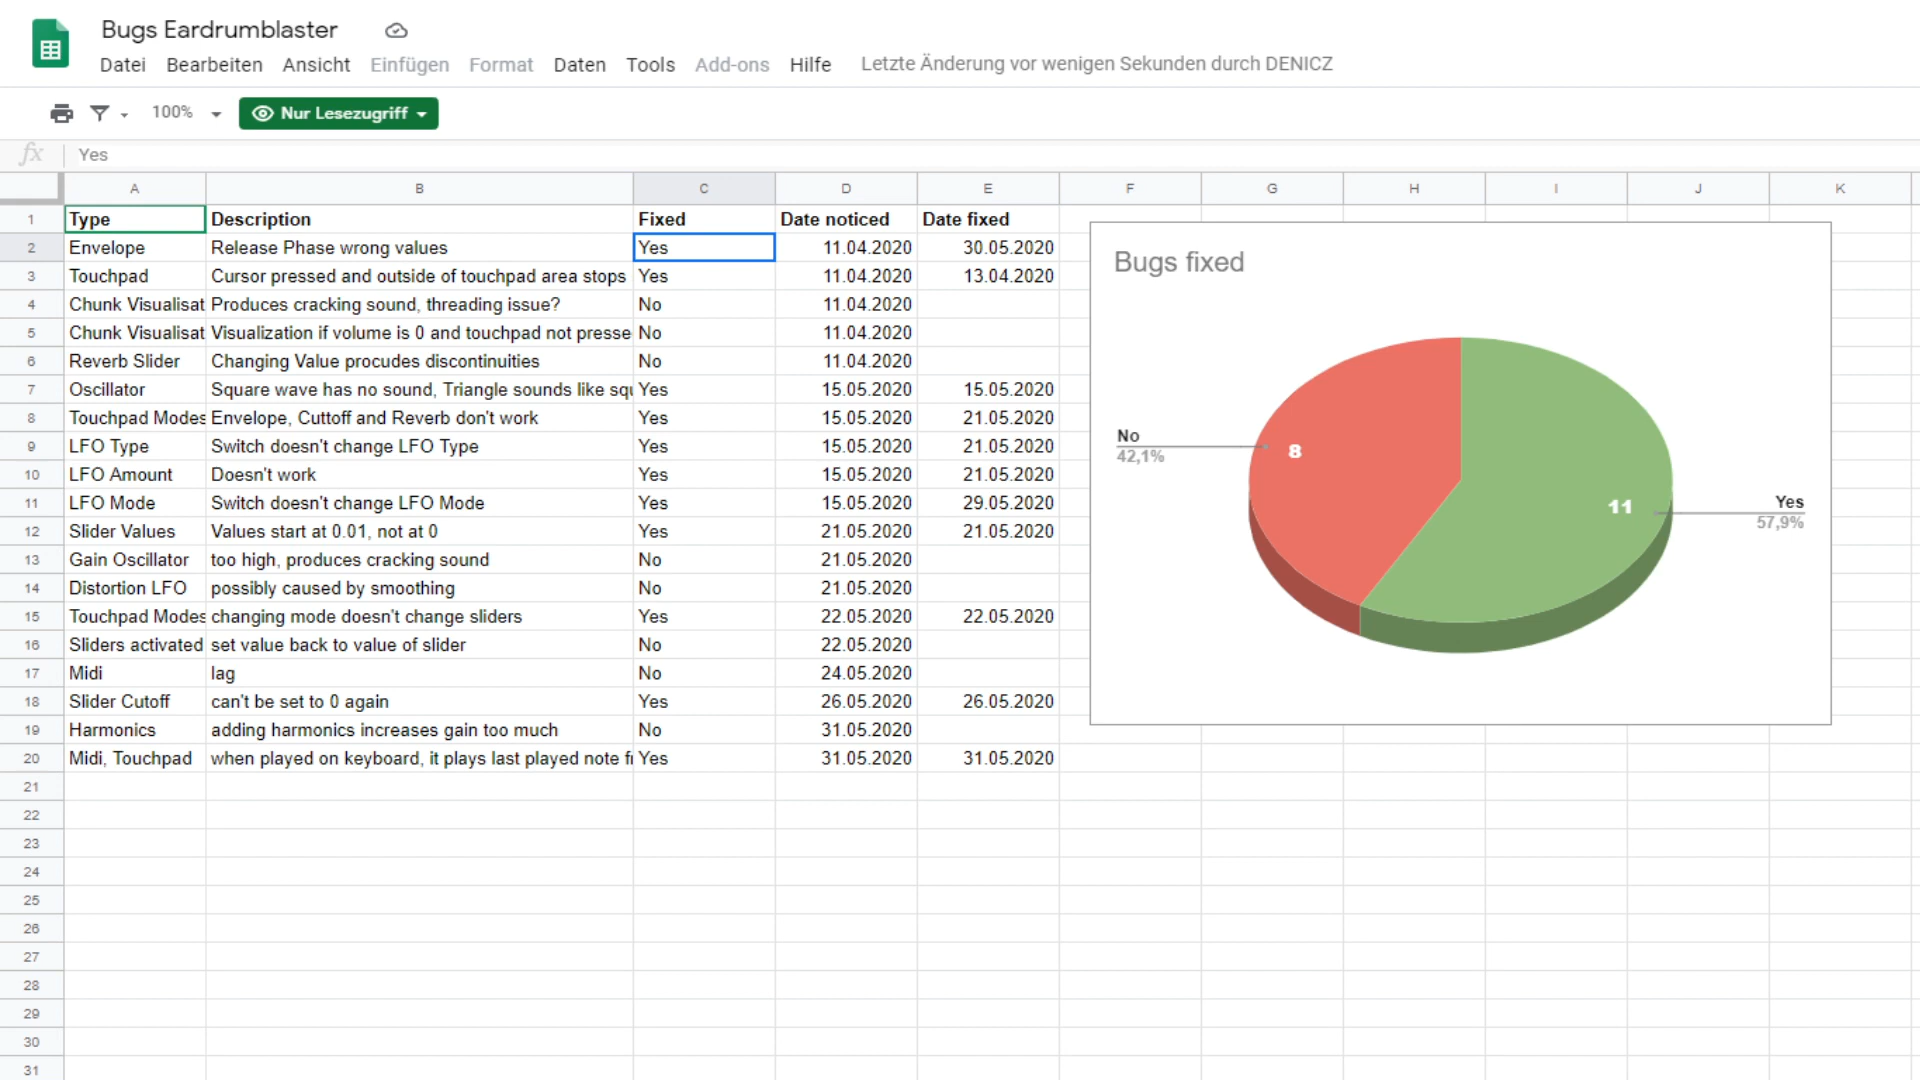 Bugs Eardrumblaster
Datei Bearbeiten Ansicht Einfügen Format Daten Tools Add-ons Hilfe Letzte Änderung vor wenigen Sekunden durch DENICZ
100% Nur Lesezugriff
fx Yes
A B C D E F G H I J K
1 Type Description Fixed Date noticed Date fixed
2 Envelope Release Phase wrong values Yes 11.04.2020 30.05.2020
3 Touchpad Cursor pressed and outside of touchpad area stops Yes 11.04.2020 13.04.2020
4 Chunk Visualisat Produces cracking sound, threading issue? No 11.04.2020
5 Chunk Visualisat Visualization if volume is 0 and touchpad not presse No 11.04.2020
6 Reverb Slider Changing Value procudes discontinuities No 11.04.2020
7 Oscillator Square wave has no sound, Triangle sounds like squ Yes 15.05.2020 15.05.2020
8 Touchpad Modes Envelope, Cuttoff and Reverb don't work Yes 15.05.2020 21.05.2020
9 LFO Type Switch doesn't change LFO Type Yes 15.05.2020 21.05.2020
10 LFO Amount Doesn't work Yes 15.05.2020 21.05.2020
11 LFO Mode Switch doesn't change LFO Mode Yes 15.05.2020 29.05.2020
12 Slider Values Values start at 0.01, not at 0 Yes 21.05.2020 21.05.2020
13 Gain Oscillator too high, produces cracking sound No 21.05.2020
14 Distortion LFO possibly caused by smoothing No 21.05.2020
15 Touchpad Modes changing mode doesn't change sliders Yes 22.05.2020 22.05.2020
16 Sliders activated set value back to value of slider No 22.05.2020
17 Midi lag No 24.05.2020
18 Slider Cutoff can't be set to 0 again Yes 26.05.2020 26.05.2020
19 Harmonics adding harmonics increases gain too much No 31.05.2020
20 Midi, Touchpad when played on keyboard, it plays last played note fr Yes 31.05.2020 31.05.2020
21
22
23
24
25
26
27
28
29
30
31
Bugs fixed
No
42,1%
8
11
Yes
57,9%